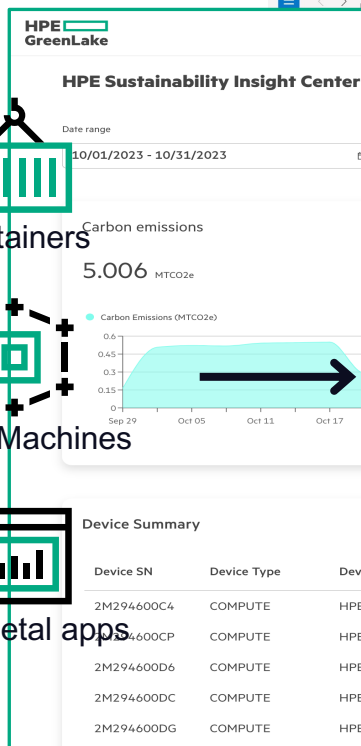 HPE
GreenLake
HPE Sustainability Insight Center
Date range
10/01/2023 - 10/31/2023
tainers
Carbon emissions
5.006 MTCO2e
Carbon Emissions (MTCO2e)
0.6
0.45
0.3
0.15
0
Sep 29 Oct 05 Oct 11 Oct 17
Machines
Device Summary
Device SN Device Type Dev
2M294600C4 COMPUTE HPE
etal apps
2M294600CP COMPUTE HPE
2M294600D6 COMPUTE HPE
2M294600DC COMPUTE HPE
2M294600DG COMPUTE HPE